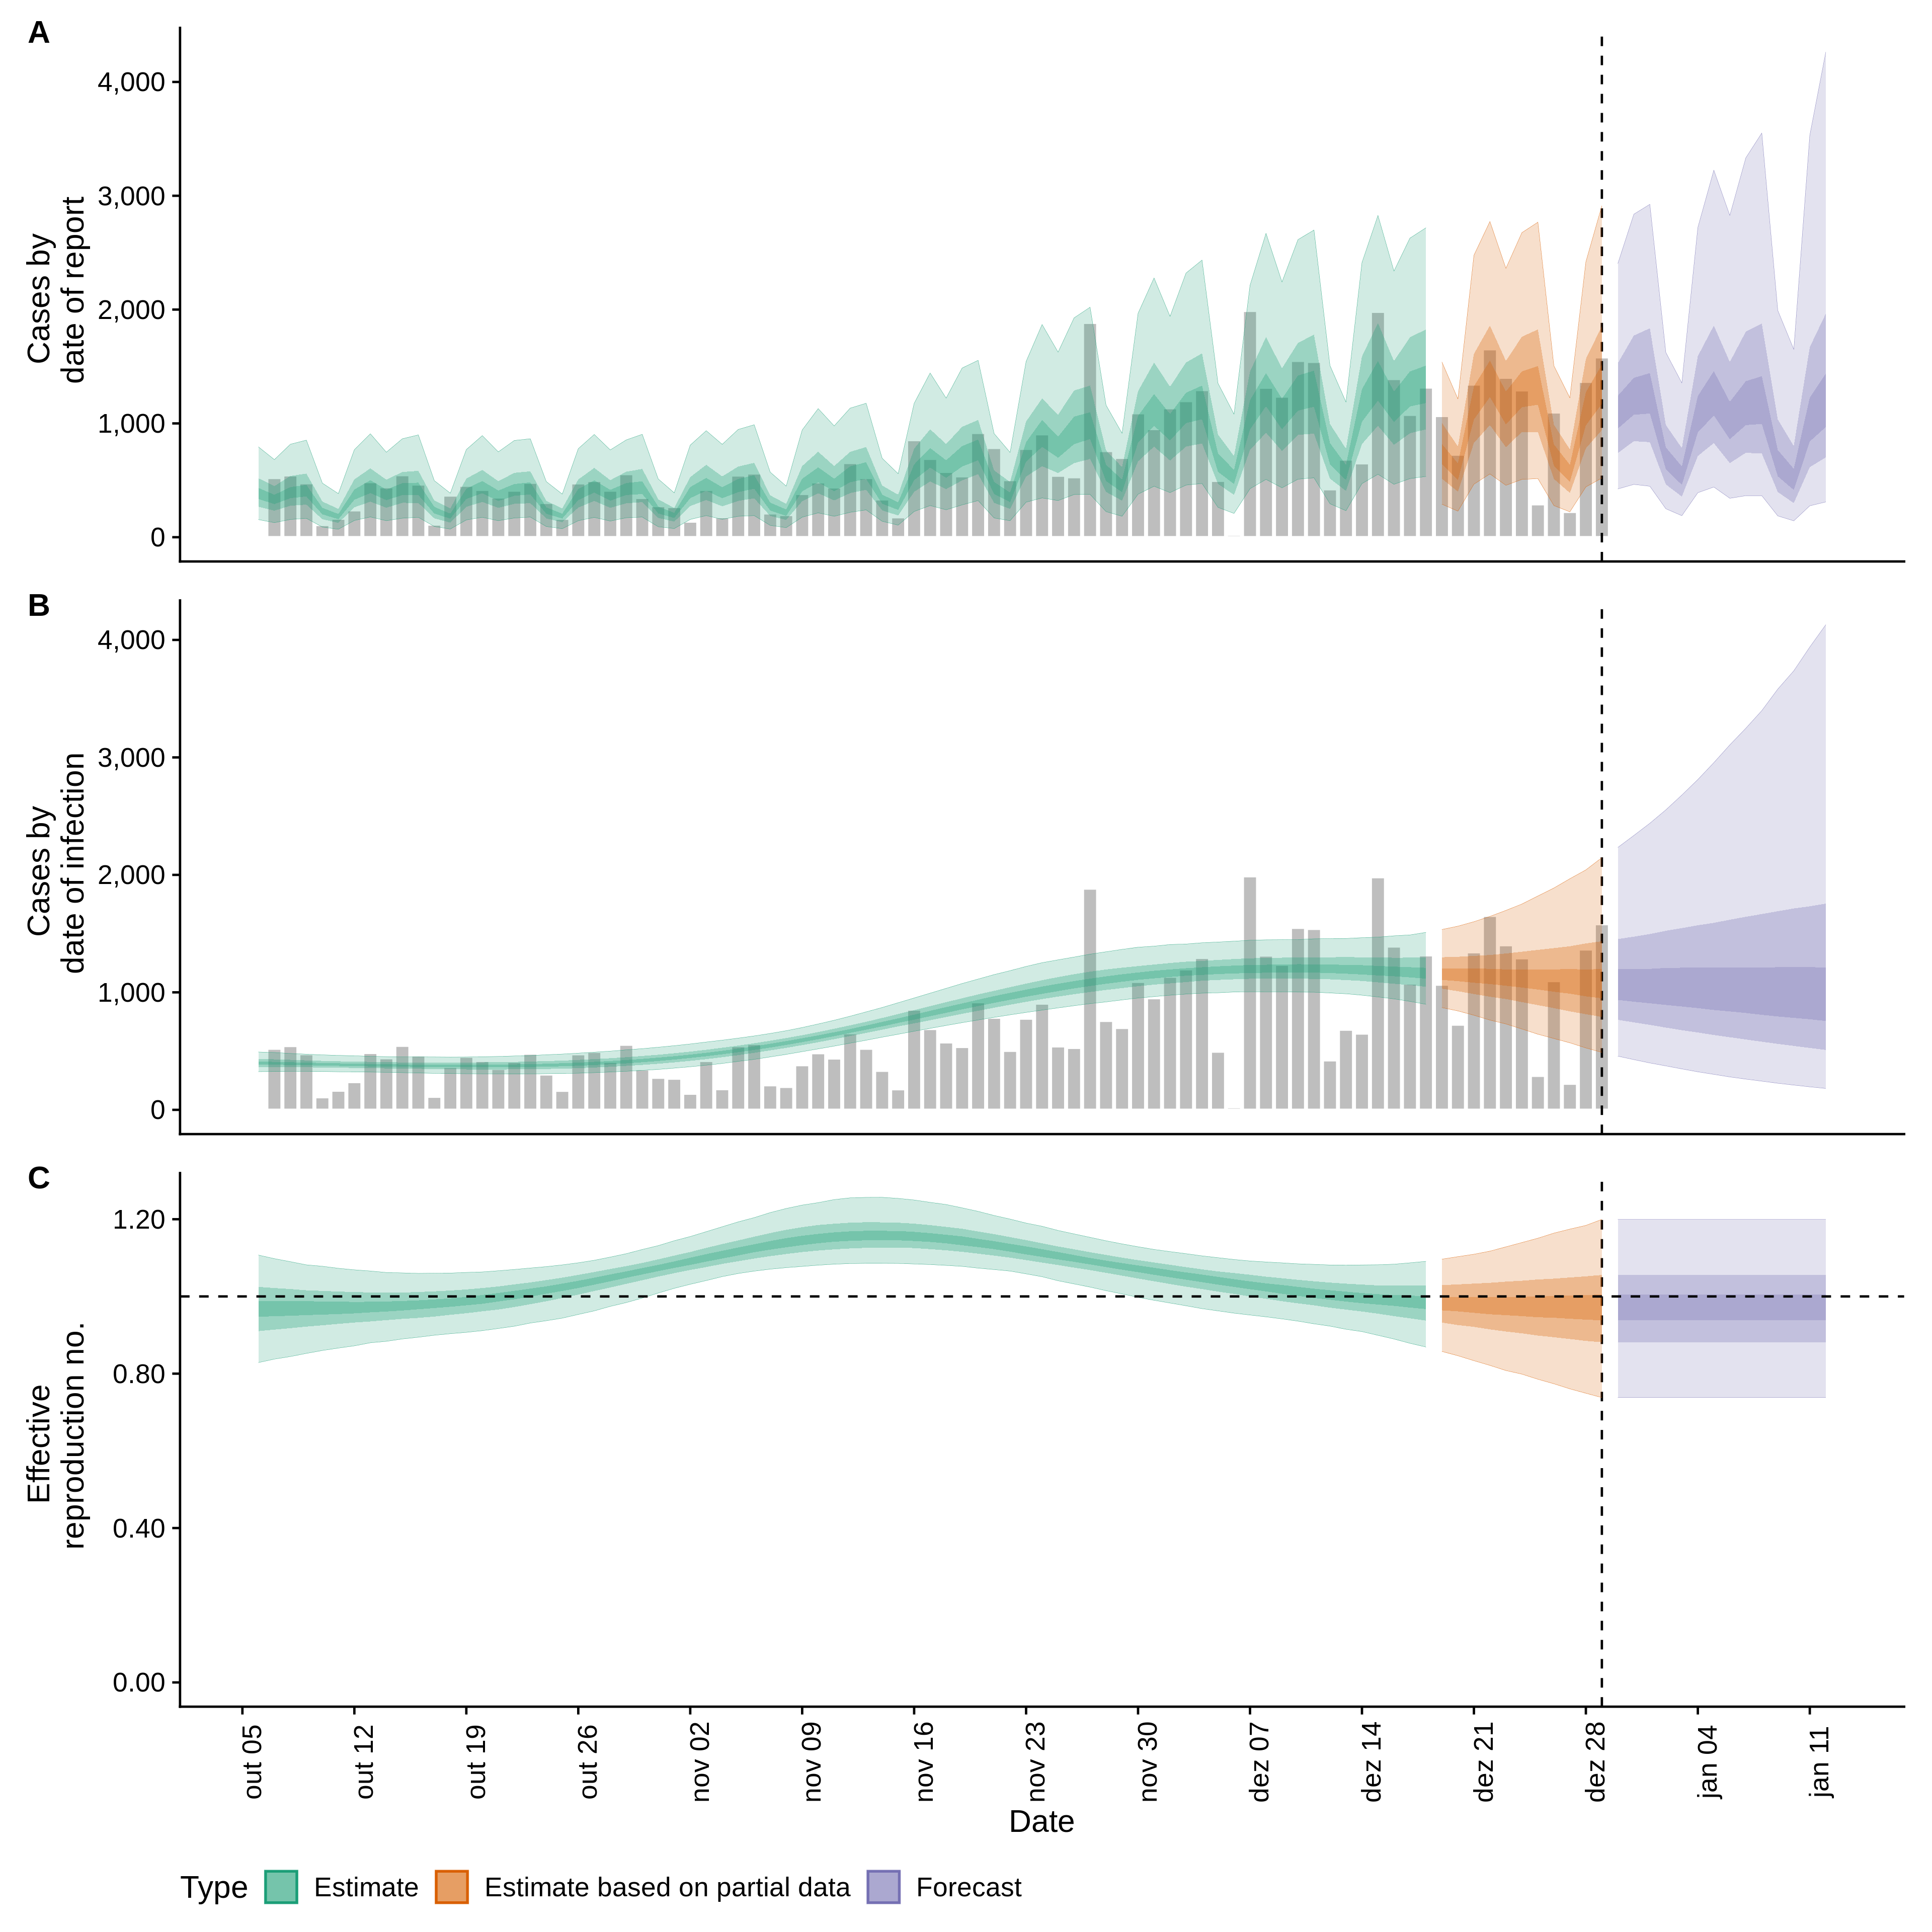 A
Cases by
date of report
4,000
3,000
2,000
1,000
0
B
Cases by
date of infection
4,000
3,000
2,000
1,000
0
C
Effective
reproduction no.
1.20
0.80
0.40
0.00
out 05
out 12
out 19
out 26
nov 02
nov 09
nov 16
nov 23
nov 30
dez 07
dez 14
dez 21
dez 28
jan 04
jan 11
Date
Type Estimate Estimate based on partial data Forecast